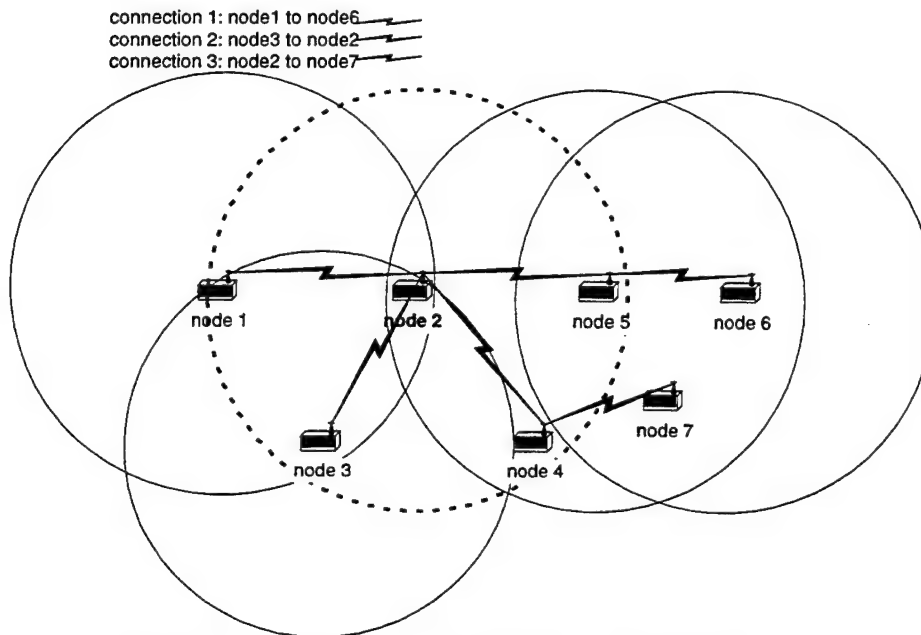 connection 1: node1 to node6
connection 2: node3 to node2
connection 3: node2 to node7
node 1
node 2
node 5
node 6
node 7
node 3
node 4